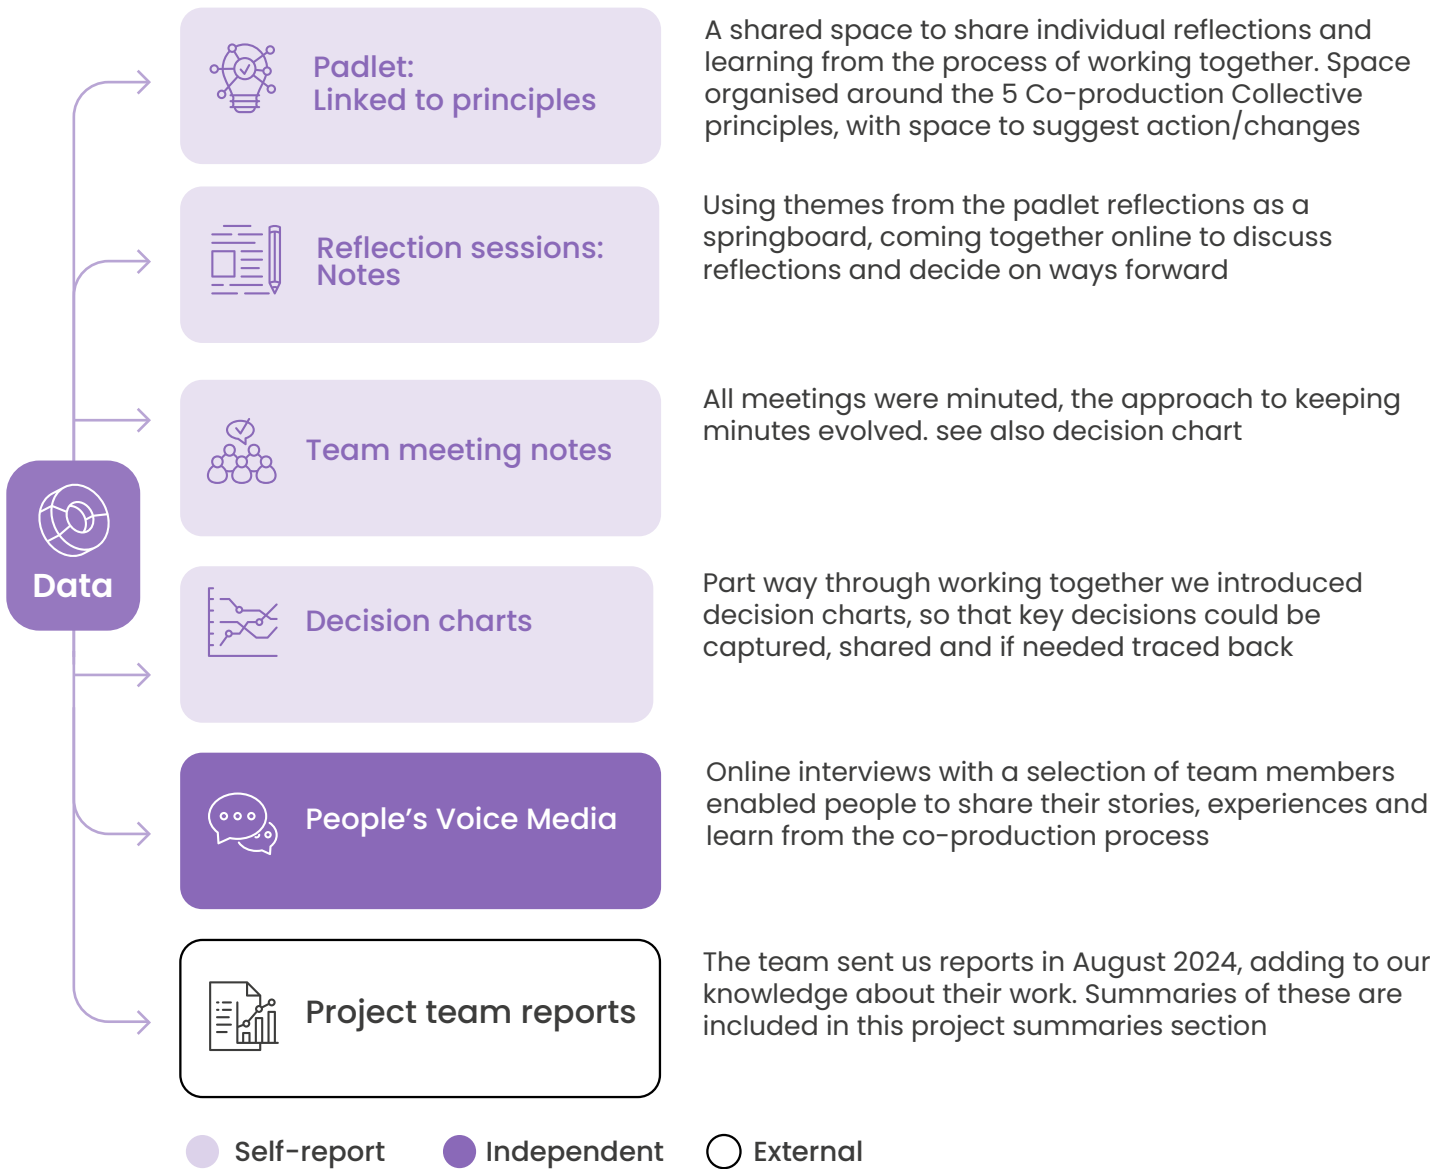 Padlet:
Linked to principles
A shared space to share individual reflections and
learning from the process of working together. Space
organised around the 5 Co-production Collective
principles, with space to suggest action/changes
Reflection sessions:
Notes
Using themes from the padlet reflections as a
springboard, coming together online to discuss
reflections and decide on ways forward
Team meeting notes
All meetings were minuted, the approach to keeping
minutes evolved. see also decision chart
Data
Decision charts
Part way through working together we introduced
decision charts, so that key decisions could be
captured, shared and if needed traced back
People’s Voice Media
Online interviews with a selection of team members
enabled people to share their stories, experiences and
learn from the co-production process
Project team reports
The team sent us reports in August 2024, adding to our
knowledge about their work. Summaries of these are
included in this project summaries section
Self-report
Independent
External